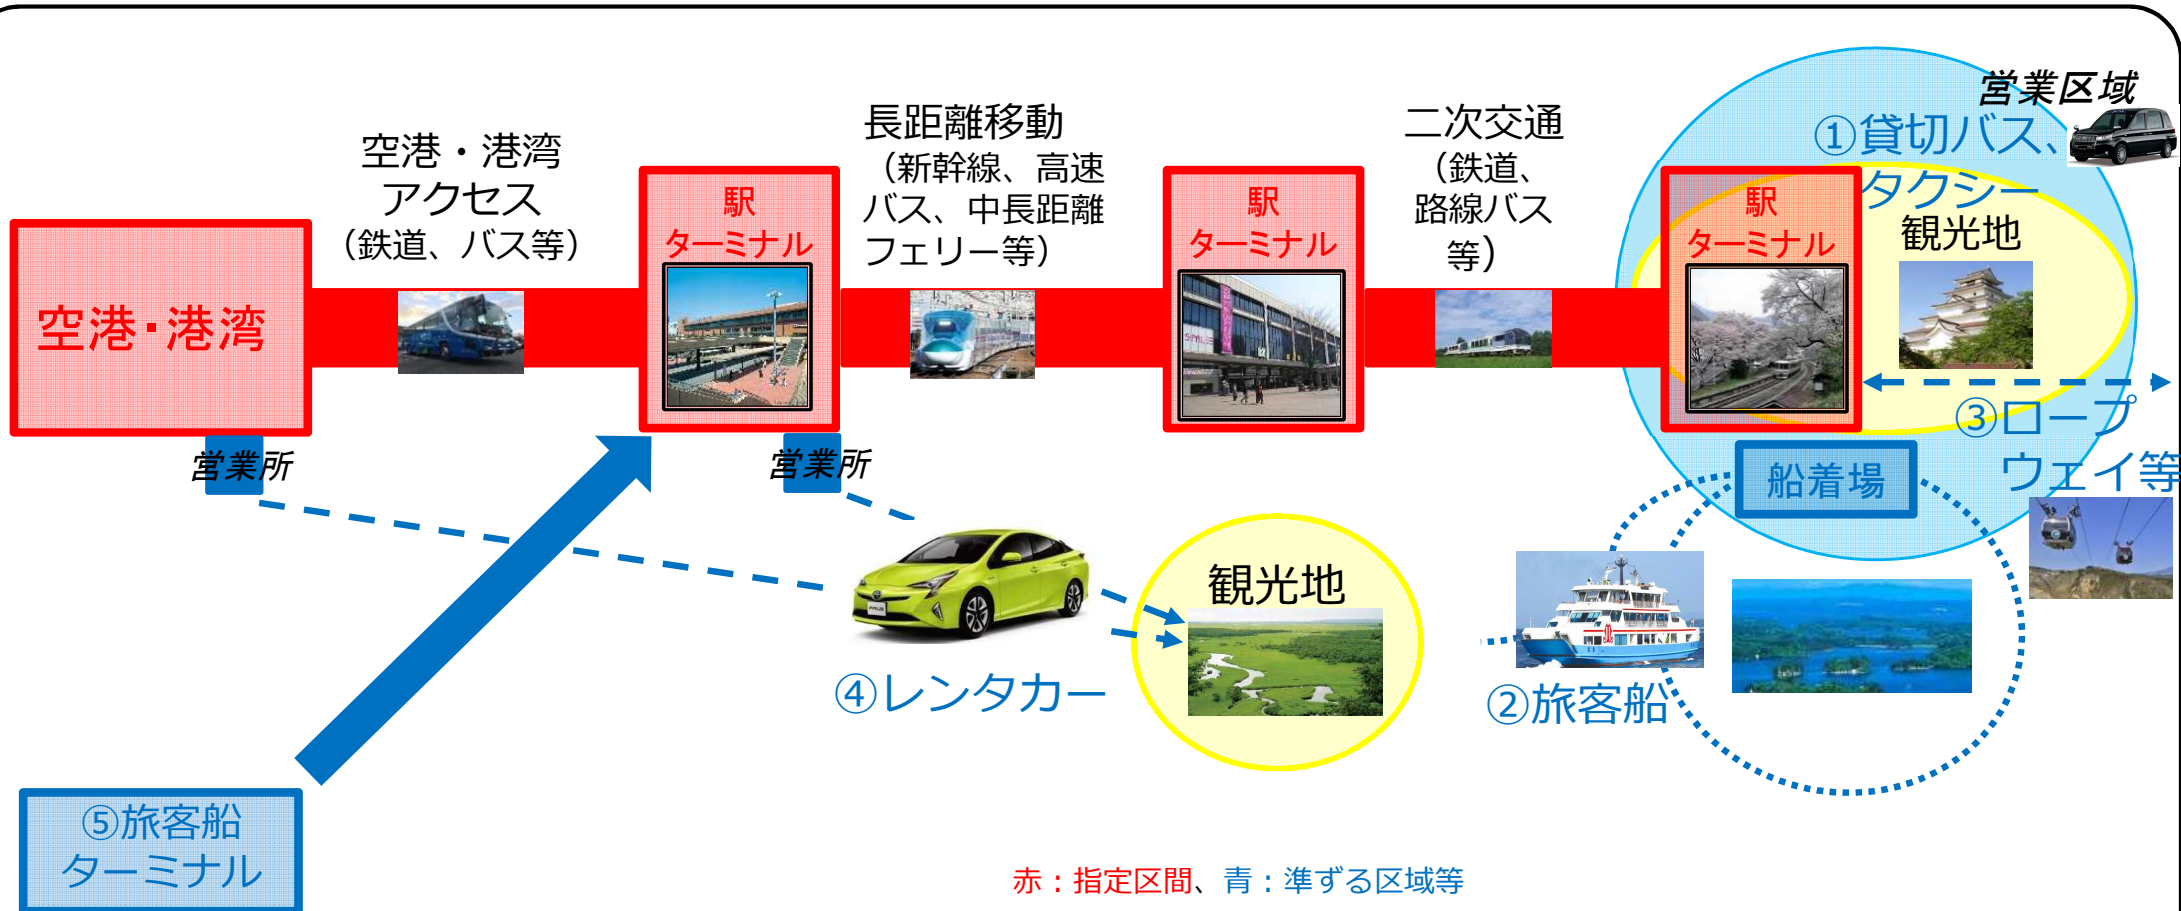 空港・港湾
アクセス
（鉄道、バス等）
長距離移動
（新幹線、高速
バス、中長距離
フェリー等）
二次交通
（鉄道、
路線バス
等）
営業区域
①貸切バス、
タクシー
空港・港湾
駅
ターミナル
駅
ターミナル
駅
ターミナル
観光地
営業所
営業所
③ロープ
ウェイ等
船着場
観光地
④レンタカー
②旅客船
⑤旅客船
ターミナル
赤：指定区間、青：準ずる区域等